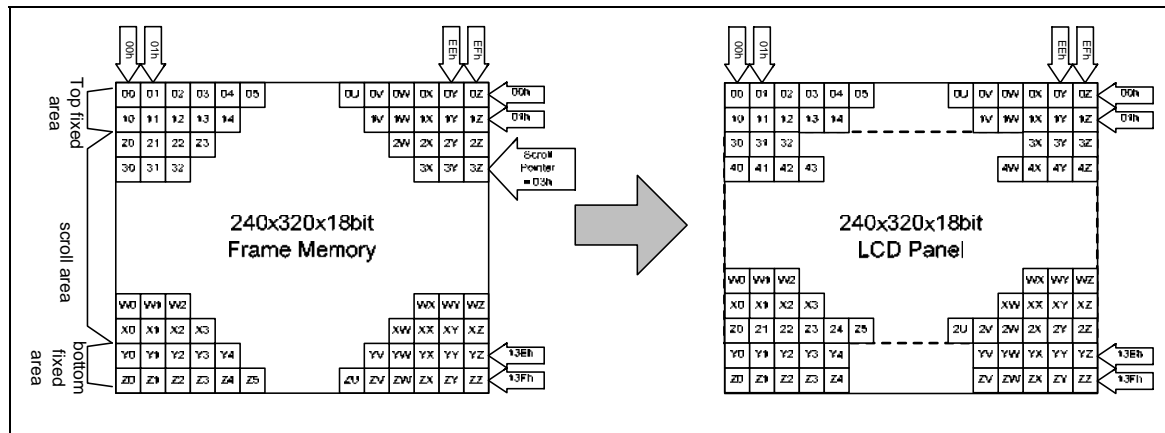 00h 01h EEh EFh
00 01 02 03 04 05 0U 0V 0W 0X 0Y 0Z 00h
10 11 12 13 14 1V 1W 1X 1Y 1Z 01h
20 21 22 23 2W 2X 2Y 2Z
30 31 32 3X 3Y 3Z
Scroll
Pointer
=03h
Top fixed
area
scroll area
bottom
fixed
area
240x320x18bit
Frame Memory
W0 W1 W2 WX WY WZ
X0 X1 X2 X3 XW XX XY XZ
Y0 Y1 Y2 Y3 Y4 YV YW YX YY YZ 13Eh
Z0 Z1 Z2 Z3 Z4 Z5 ZU ZV ZW ZX ZY ZZ 13Fh
00h 01h EEh EFh
00 01 02 03 04 05 0U 0V 0W 0X 0Y 0Z 00h
10 11 12 13 14 1V 1W 1X 1Y 1Z 01h
30 31 32 3X 3Y 3Z
40 41 42 43 4W 4X 4Y 4Z
240x320x18bit
LCD Panel
W0 W1 W2 WX WY WZ
X0 X1 X2 X3 XW XX XY XZ
20 21 22 23 24 25 2U 2V 2W 2X 2Y 2Z
Y0 Y1 Y2 Y3 Y4 YV YW YX YY YZ 13Eh
Z0 Z1 Z2 Z3 Z4 ZV ZW ZX ZY ZZ 13Fh